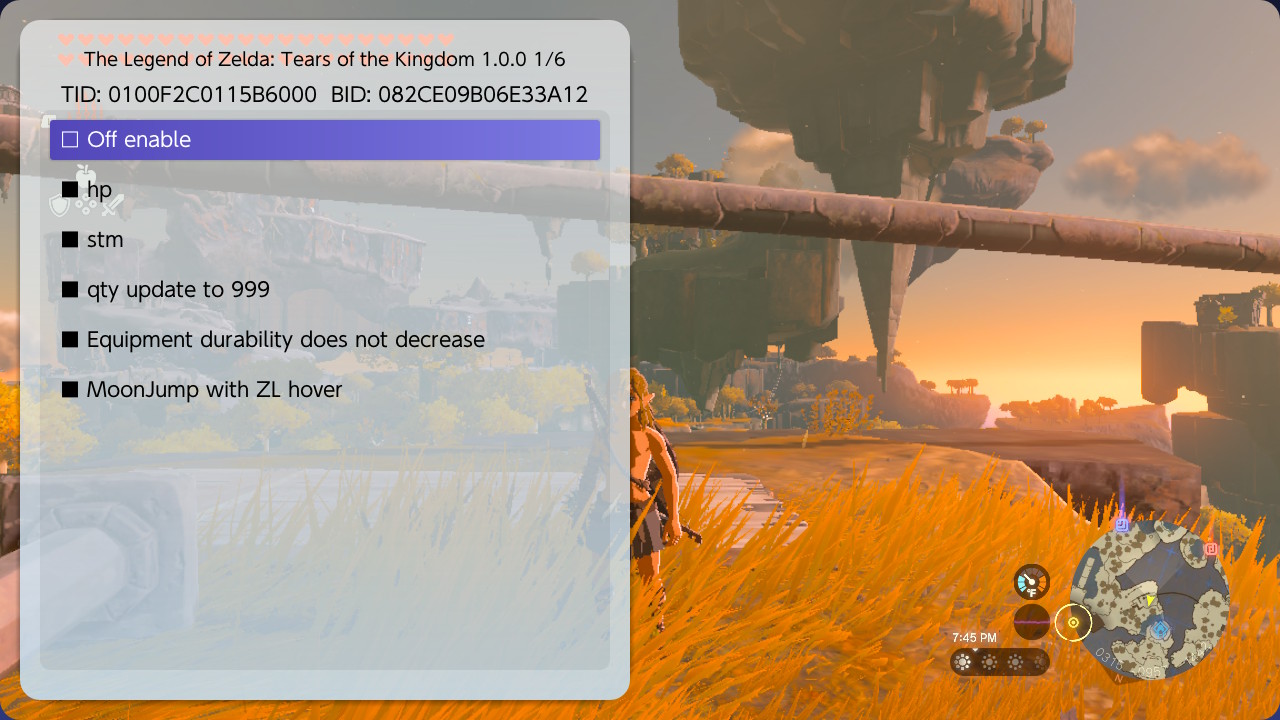 The Legend of Zelda: Tears of the Kingdom 1.0.0 1/6
TID: 0100F2C0115B6000 BID: 082CE09B06E33A12
Off enable
hp
stm
qty update to 999
Equipment durability does not decrease
MoonJump with ZL hover
°F
7:45 PM
N